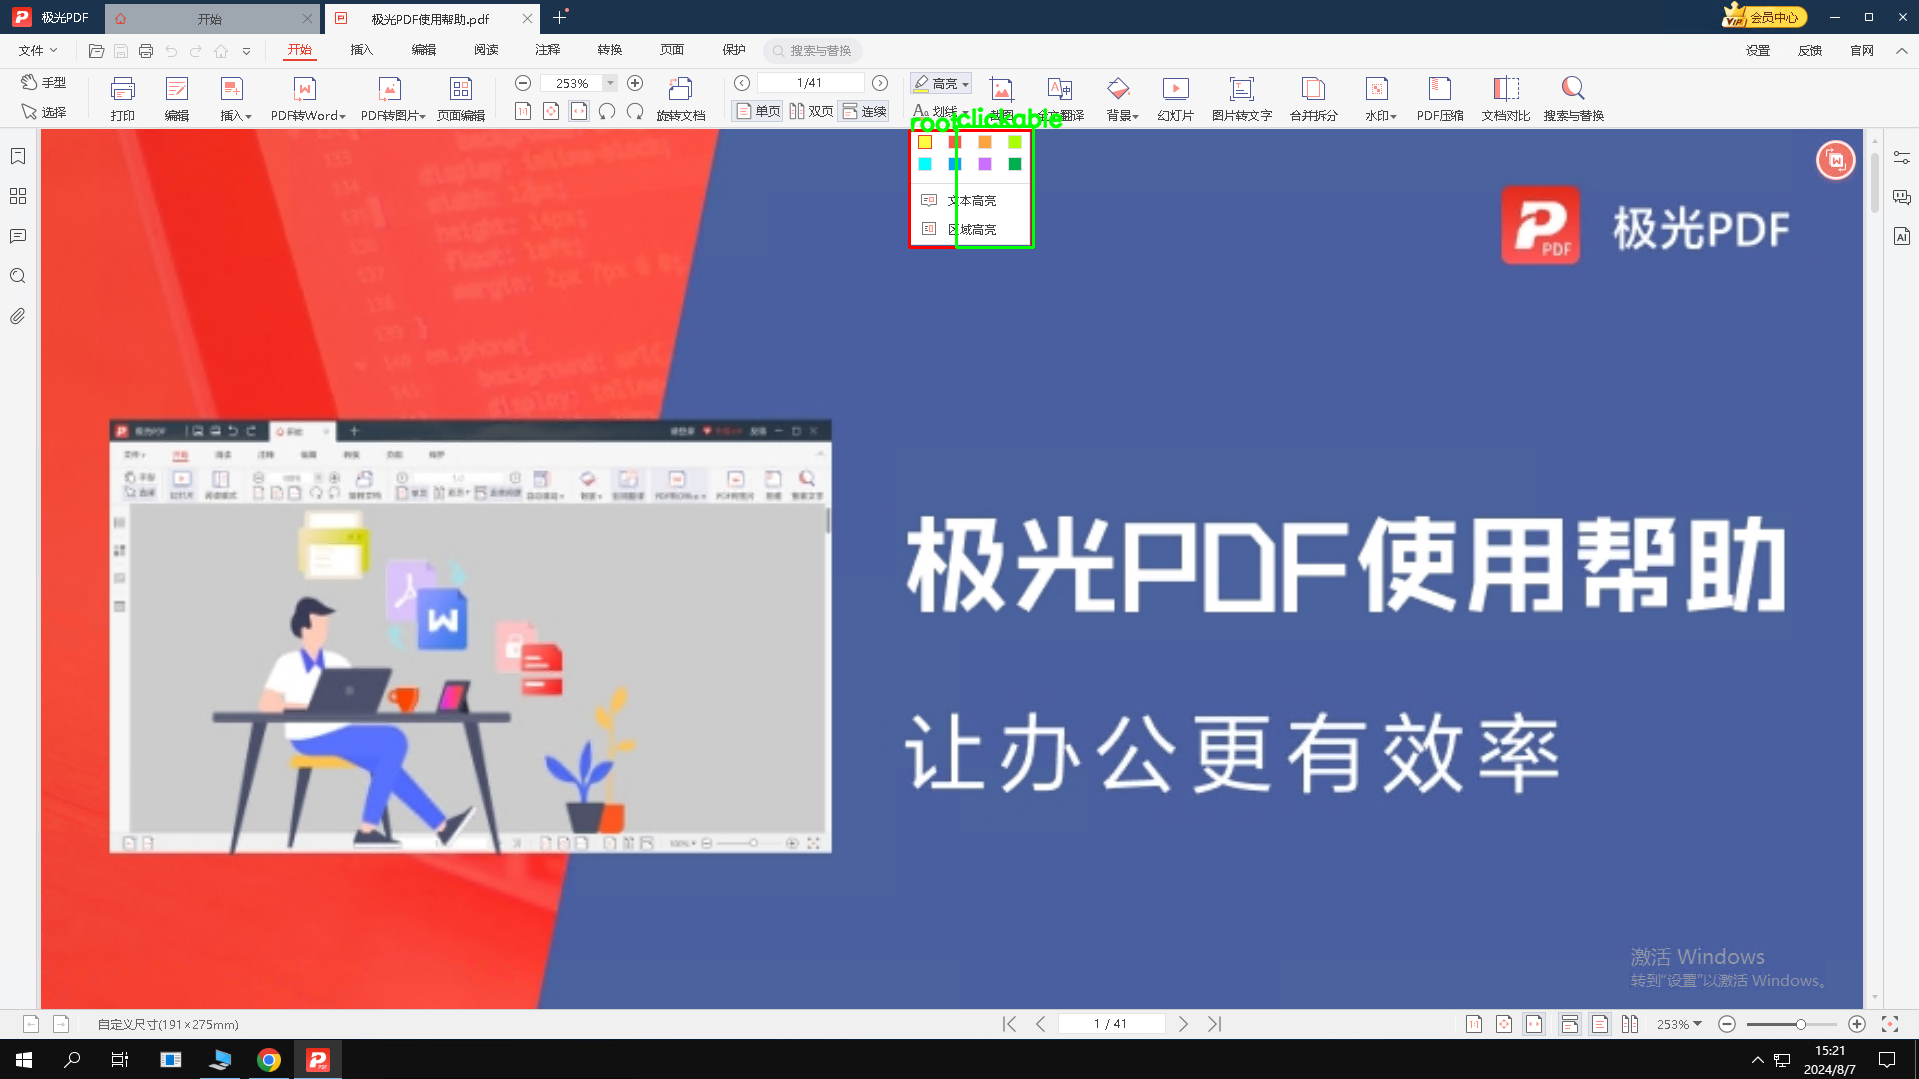 极光PDF
开始
极光PDF使用帮助.pdf
会员中心
文件
开始
插入
编辑
阅读
注释
转换
页面
保护
搜索与替换
设置
反馈
官网
手型
选择
打印
编辑
插入
PDF转Word
PDF转图片
页面编辑
253%
旋转文档
1/41
单页
双页
连续
高亮
划线
背景
幻灯片
图片转文字
合并拆分
水印
PDF压缩
文档对比
搜索与替换
root
clickable
文本高亮
区域高亮
PDF
极光PDF
极光PDF使用帮助
让办公更有效率
激活 Windows
转到“设置”以激活 Windows。
自定义尺寸(191×275mm)
1 / 41
253%
15:21
2024/8/7